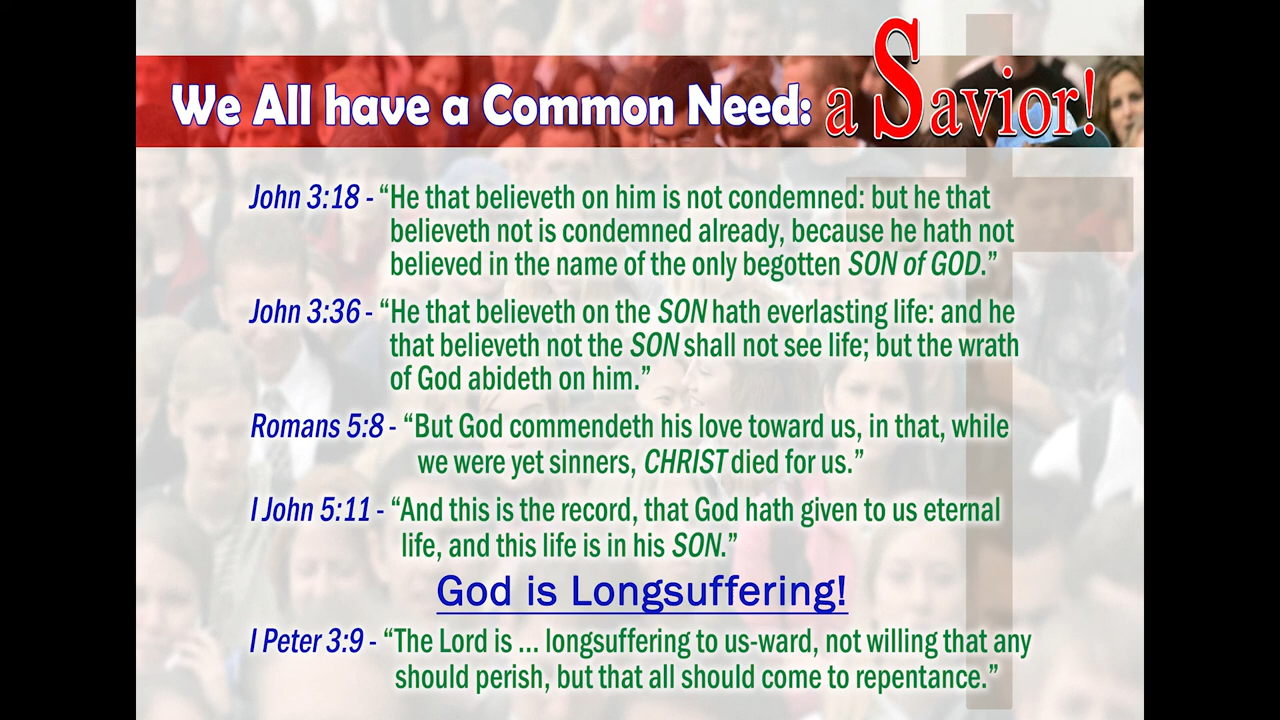 We All have a Common Need: a Savior!
John 3:18 - “He that believeth on him is not condemned: but he that
believeth not is condemned already, because he hath not
believed in the name of the only begotten SON of GOD.”
John 3:36 - “He that believeth on the SON hath everlasting life: and he
that believeth not the SON shall not see life; but the wrath
of God abideth on him.”
Romans 5:8 - “But God commendeth his love toward us, in that, while
we were yet sinners, CHRIST died for us.”
I John 5:11 - “And this is the record, that God hath given to us eternal
life, and this life is in his SON.”
God is Longsuffering!
I Peter 3:9 - “The Lord is ... longsuffering to us-ward, not willing that any
should perish, but that all should come to repentance.”